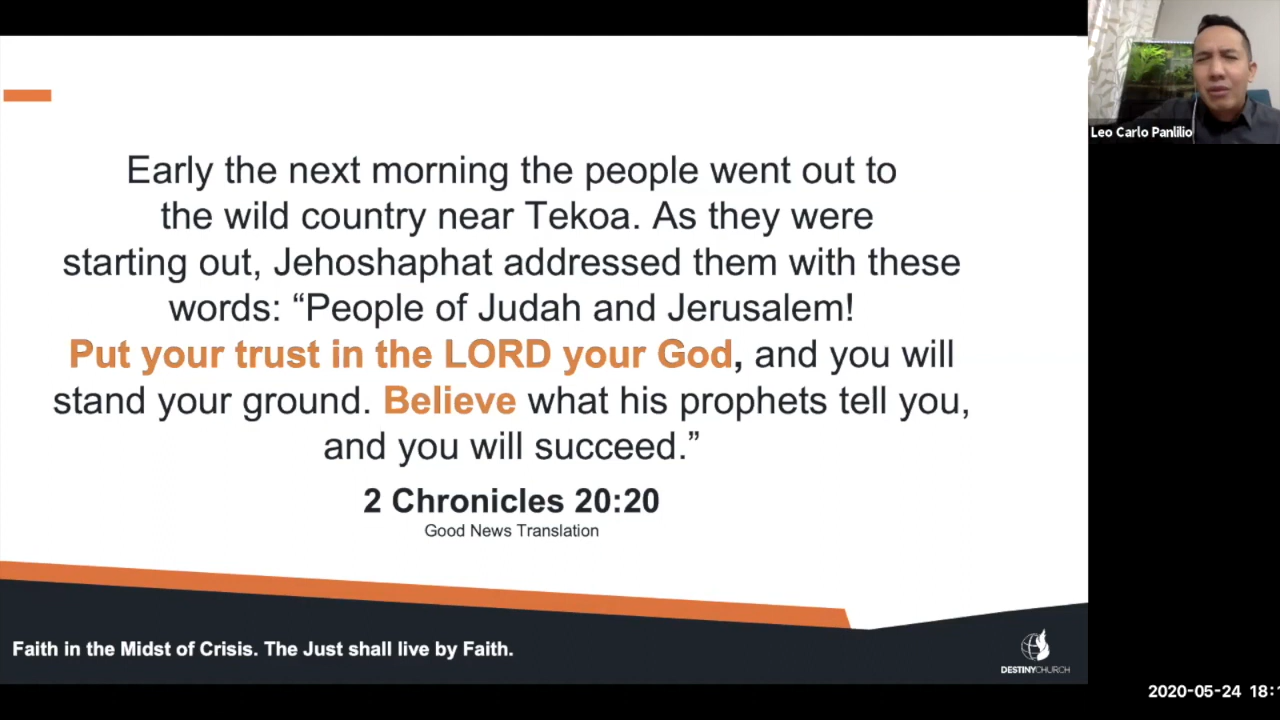 Early the next morning the people went out to
the wild country near Tekoa. As they were
starting out, Jehoshaphat addressed them with these
words: “People of Judah and Jerusalem!
Put your trust in the LORD your God, and you will
stand your ground. Believe what his prophets tell you,
and you will succeed.”
2 Chronicles 20:20
Good News Translation
Faith in the Midst of Crisis. The Just shall live by Faith.
DESTINYCHURCH
Leo Carlo Panlilio
2020-05-24